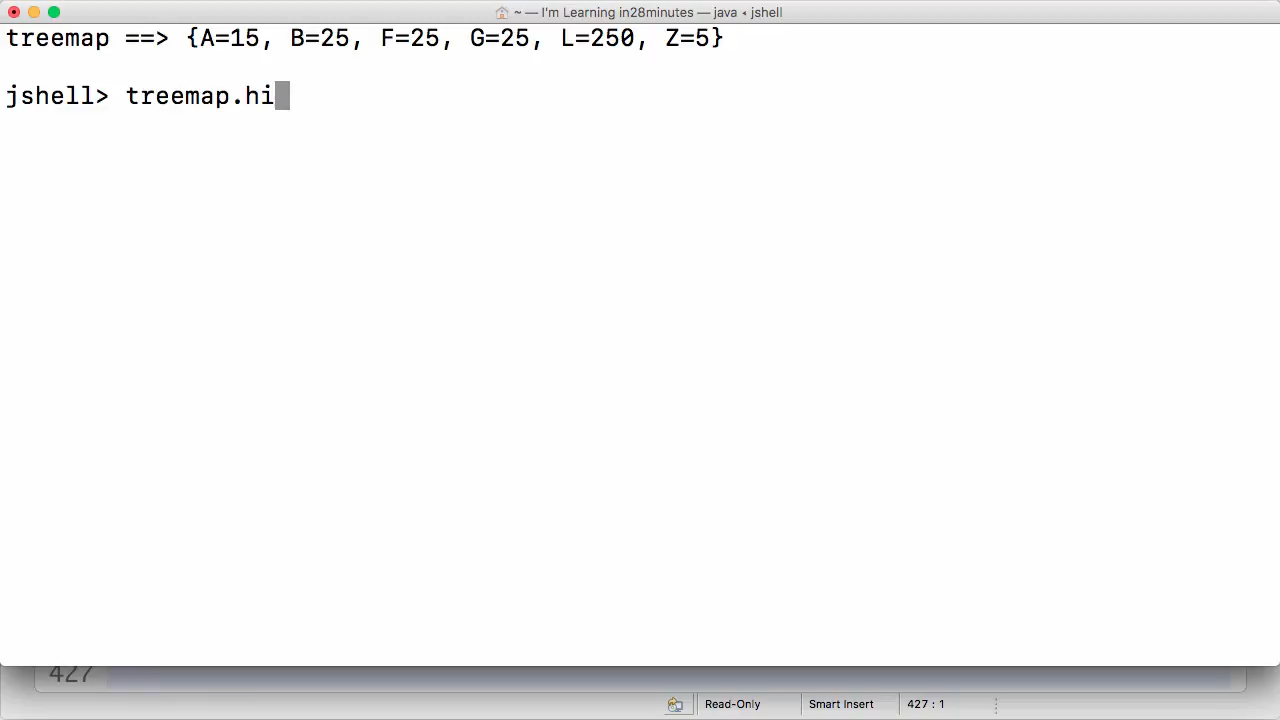 ~ — I'm Learning in28minutes — java ◂ jshell
treemap ==> {A=15, B=25, F=25, G=25, L=250, Z=5}
jshell> treemap.hi
427
Read-Only
Smart Insert
427 : 1